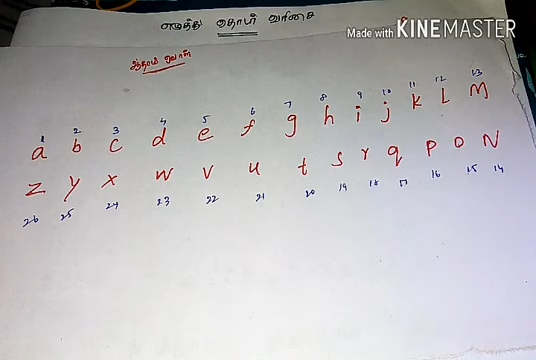 எழுத்து தொடர் வரிசை
Made with KINEMASTER
1 2 3 4 5 6 7 8 9 10 11 12 13
a b c d e f g h i j k L M
z y x w v u t s r q p o N
26 25 24 23 22 21 20 19 18 17 16 15 14